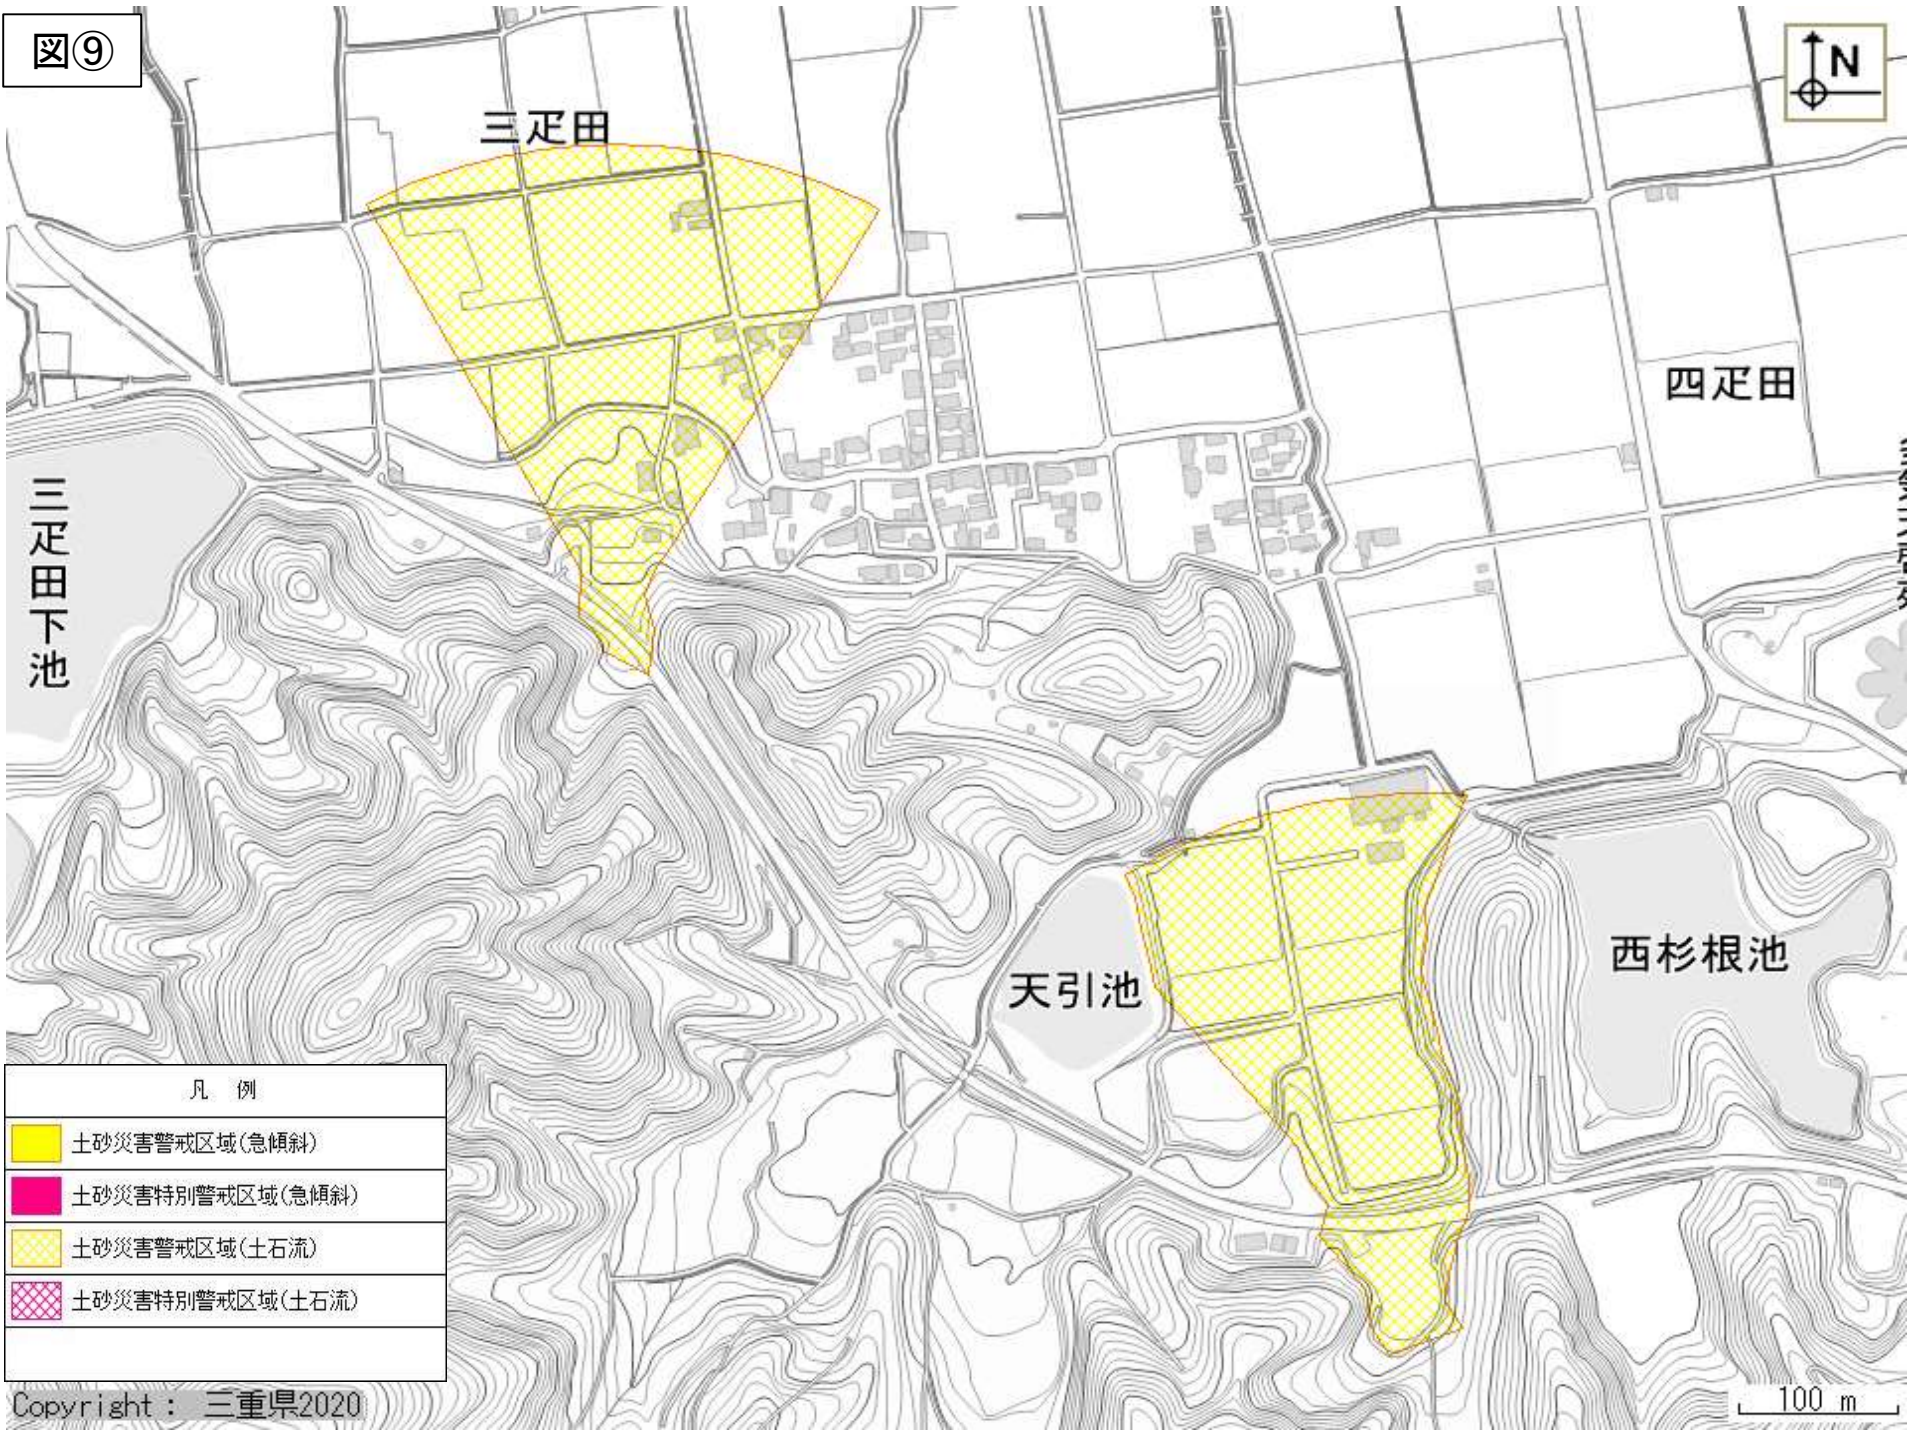 図⑨
N
三疋田
四疋田
三疋田下池
天引池
西杉根池
凡 例
土砂災害警戒区域(急傾斜)
土砂災害特別警戒区域(急傾斜)
土砂災害警戒区域(土石流)
土砂災害特別警戒区域(土石流)
Copyright : 三重県2020
100 m